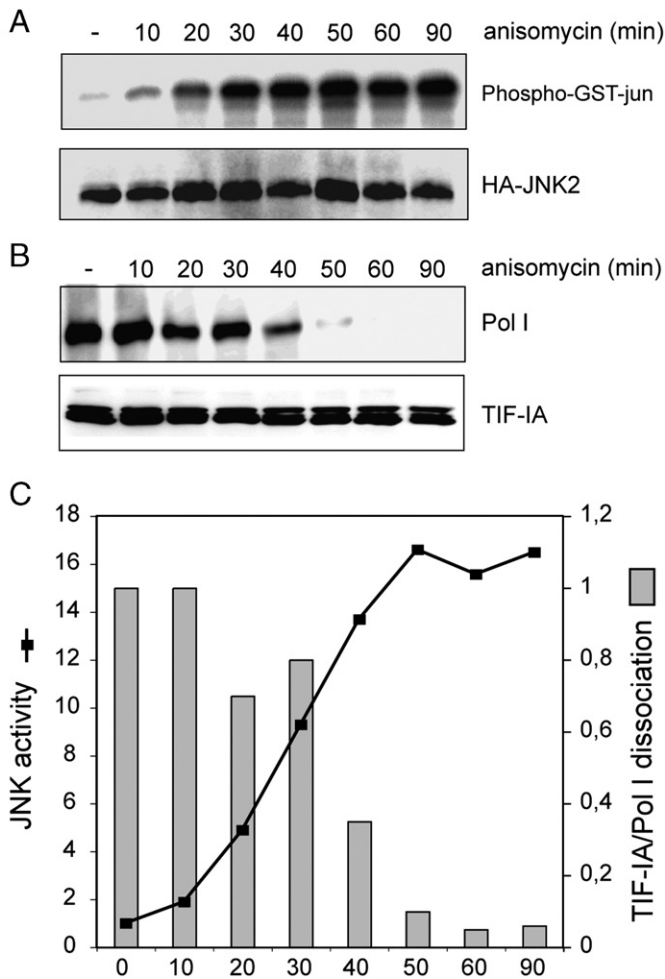 A
- 10 20 30 40 50 60 90 anisomycin (min)
Phospho-GST-jun
HA-JNK2
B
- 10 20 30 40 50 60 90 anisomycin (min)
Pol I
TIF-IA
C
18 1,2
16
14 1
12 0,8
10
8 0,6
6 0,4
4
2 0,2
0 0
0 10 20 30 40 50 60 90
JNK activity
TIF-IA/Pol I dissociation